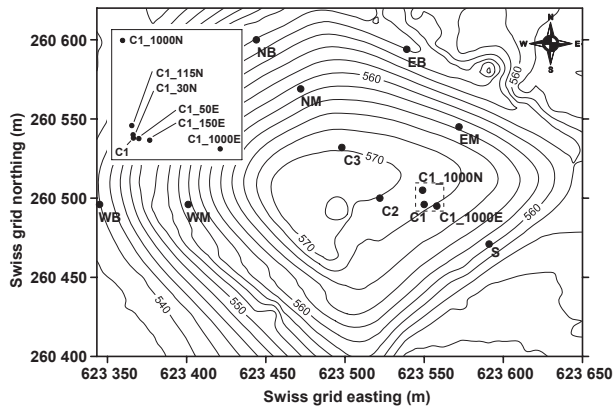 260 600
260 550
260 500
260 450
260 400
Swiss grid northing (m)
C1_1000N
C1_115N
C1_30N
C1_50E
C1_150E
C1_1000E
C1
N
W
E
S
NB
EB
560
560
NM
560
EM
C3
570
C1_1000N
C2
C1
C1_1000E
WB
WM
560
S
570
540
550
560
623 350
623 400
623 450
623 500
623 550
623 600
623 650
Swiss grid easting (m)